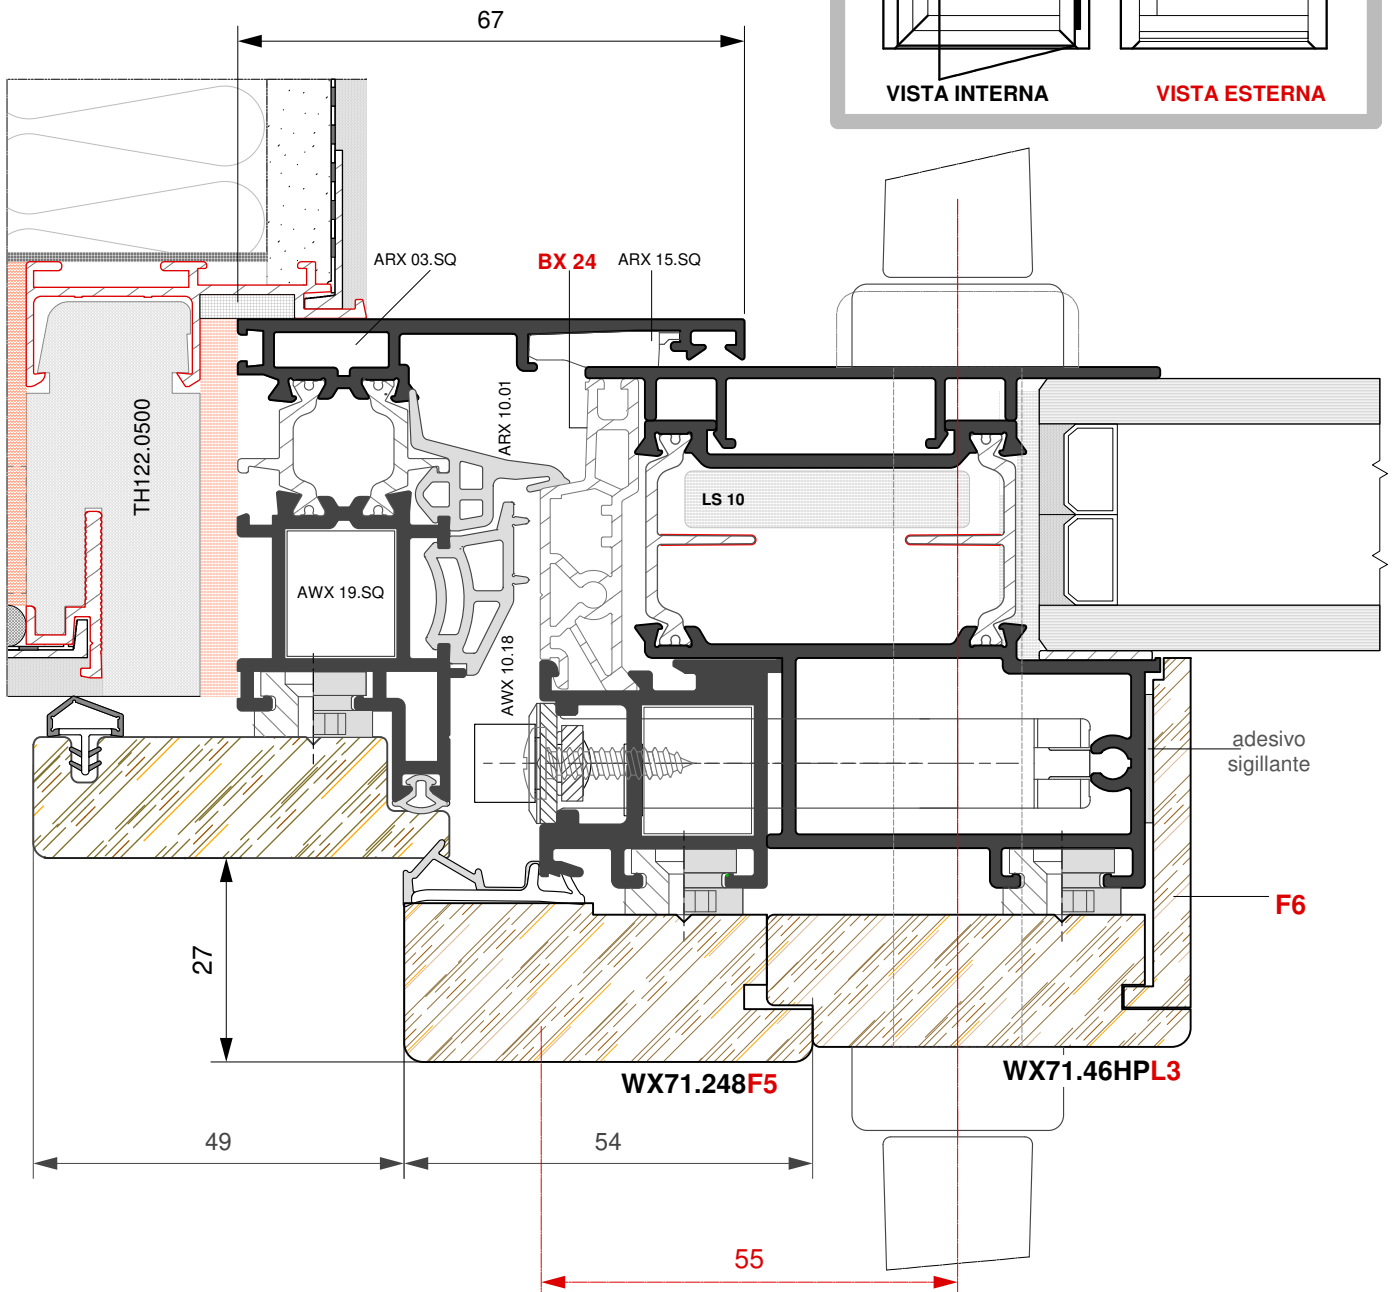 67
VISTA INTERNA
VISTA ESTERNA
ARX 03.SQ
BX 24
ARX 15.SQ
ARX 10.01
TH122.0500
LS 10
AWX 19.SQ
AWX 10.18
adesivo
sigillante
F6
27
WX71.248F5
WX71.46HPL3
49
54
55